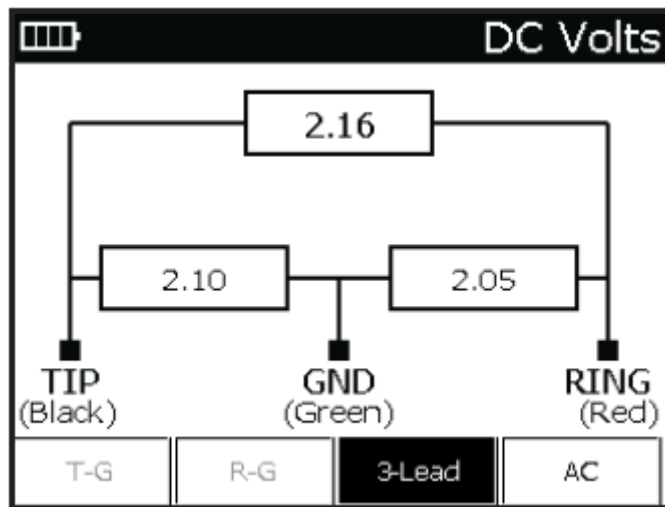 DC Volts
2.16
2.10 2.05
TIP GND RING
(Black) (Green) (Red)
T-G R-G 3-Lead AC